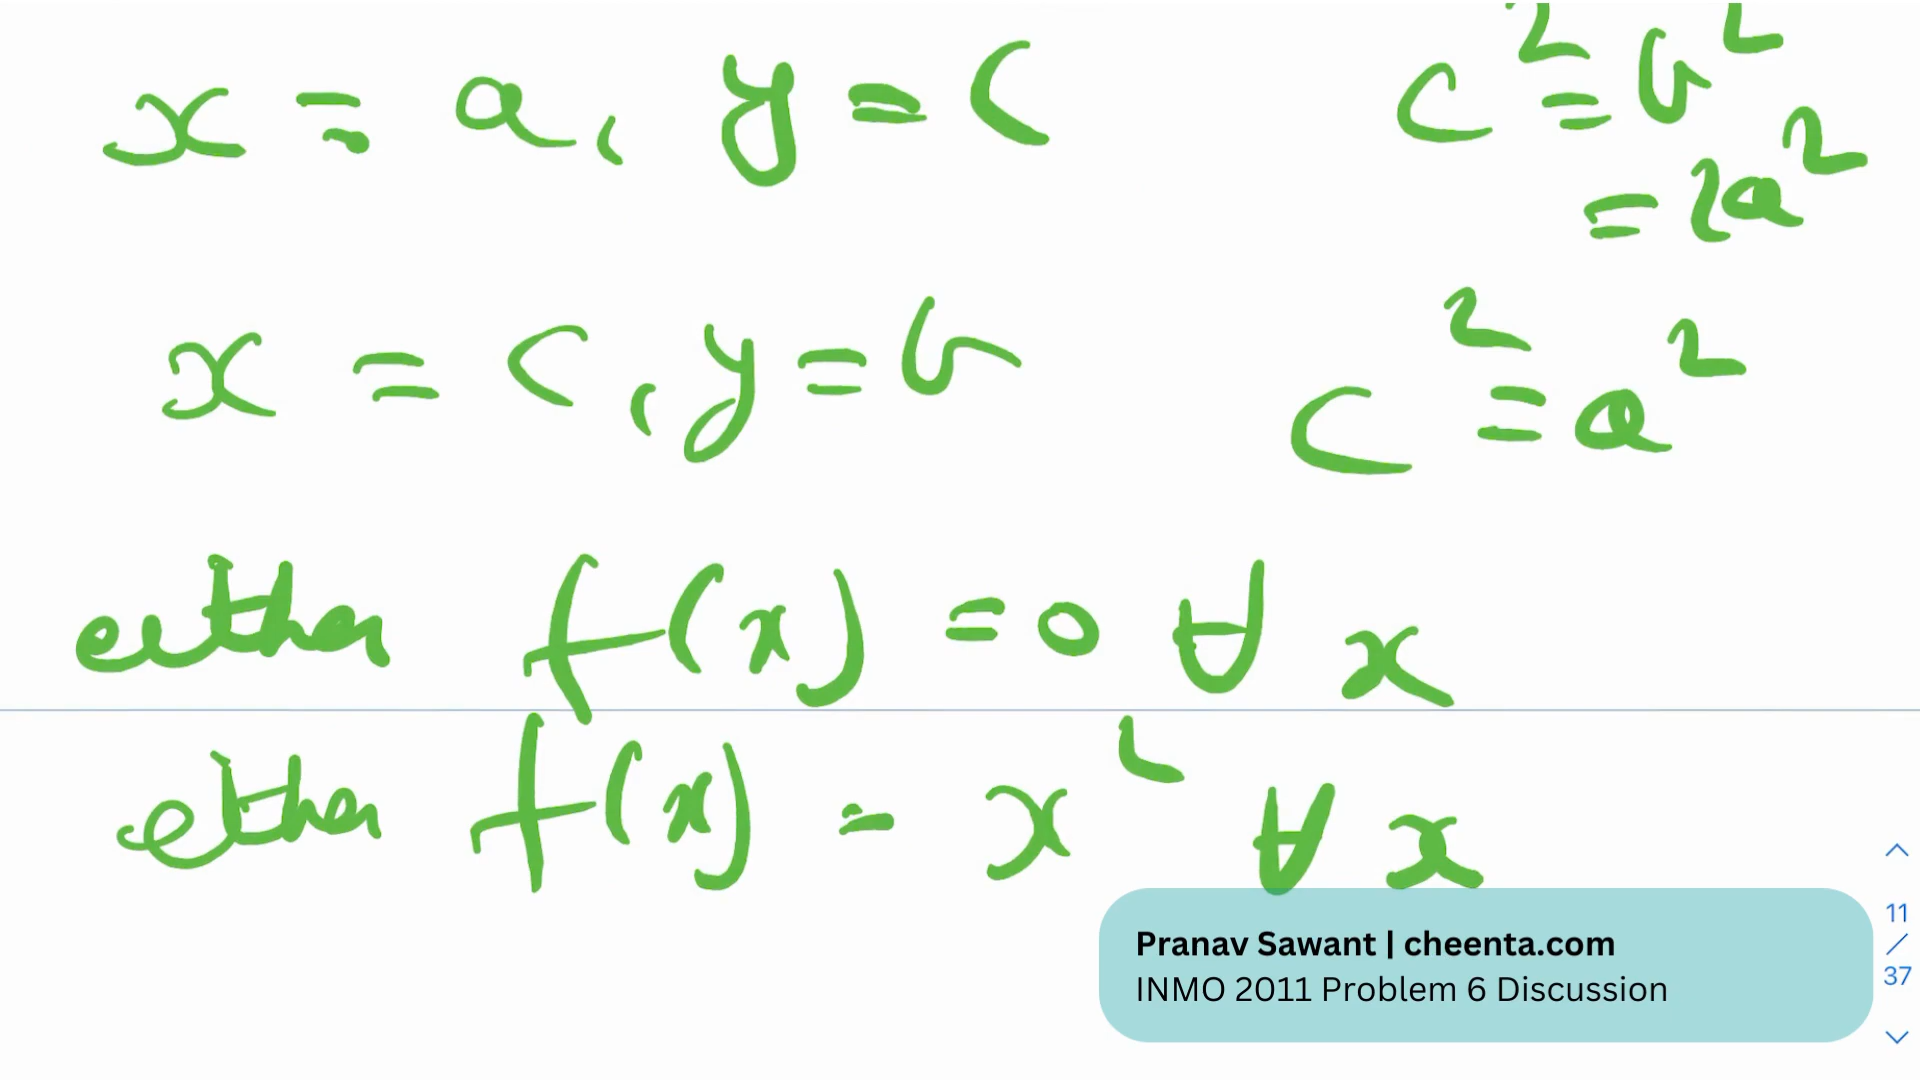 x = a, y = c
c² = b²
= 2a²
x = c, y = b
c² = a²
either f(x) = 0 ∀ x
either f(x) = x² ∀ x
Pranav Sawant | cheenta.com
INMO 2011 Problem 6 Discussion
11
/
37